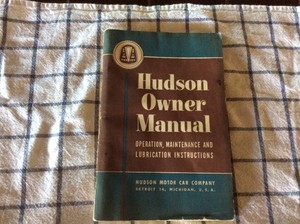 Hudson
Owner
Manual
OPERATION, MAINTENANCE AND
LUBRICATION INSTRUCTIONS
HUDSON MOTOR CAR COMPANY
DETROIT 14, MICHIGAN, U.S.A.